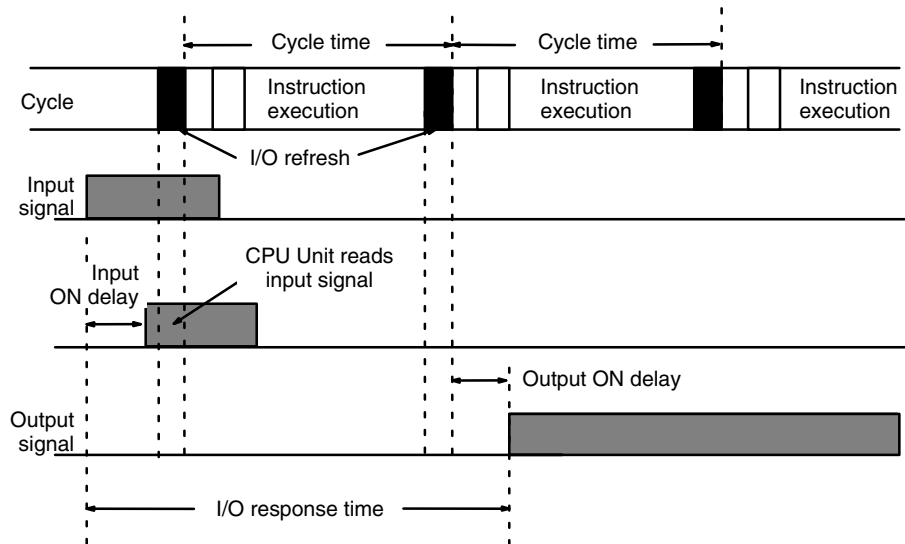 Cycle time
Cycle time
Cycle
Instruction
execution
Instruction
execution
Instruction
execution
I/O refresh
Input
signal
Input
ON delay
CPU Unit reads
input signal
Output ON delay
Output
signal
I/O response time